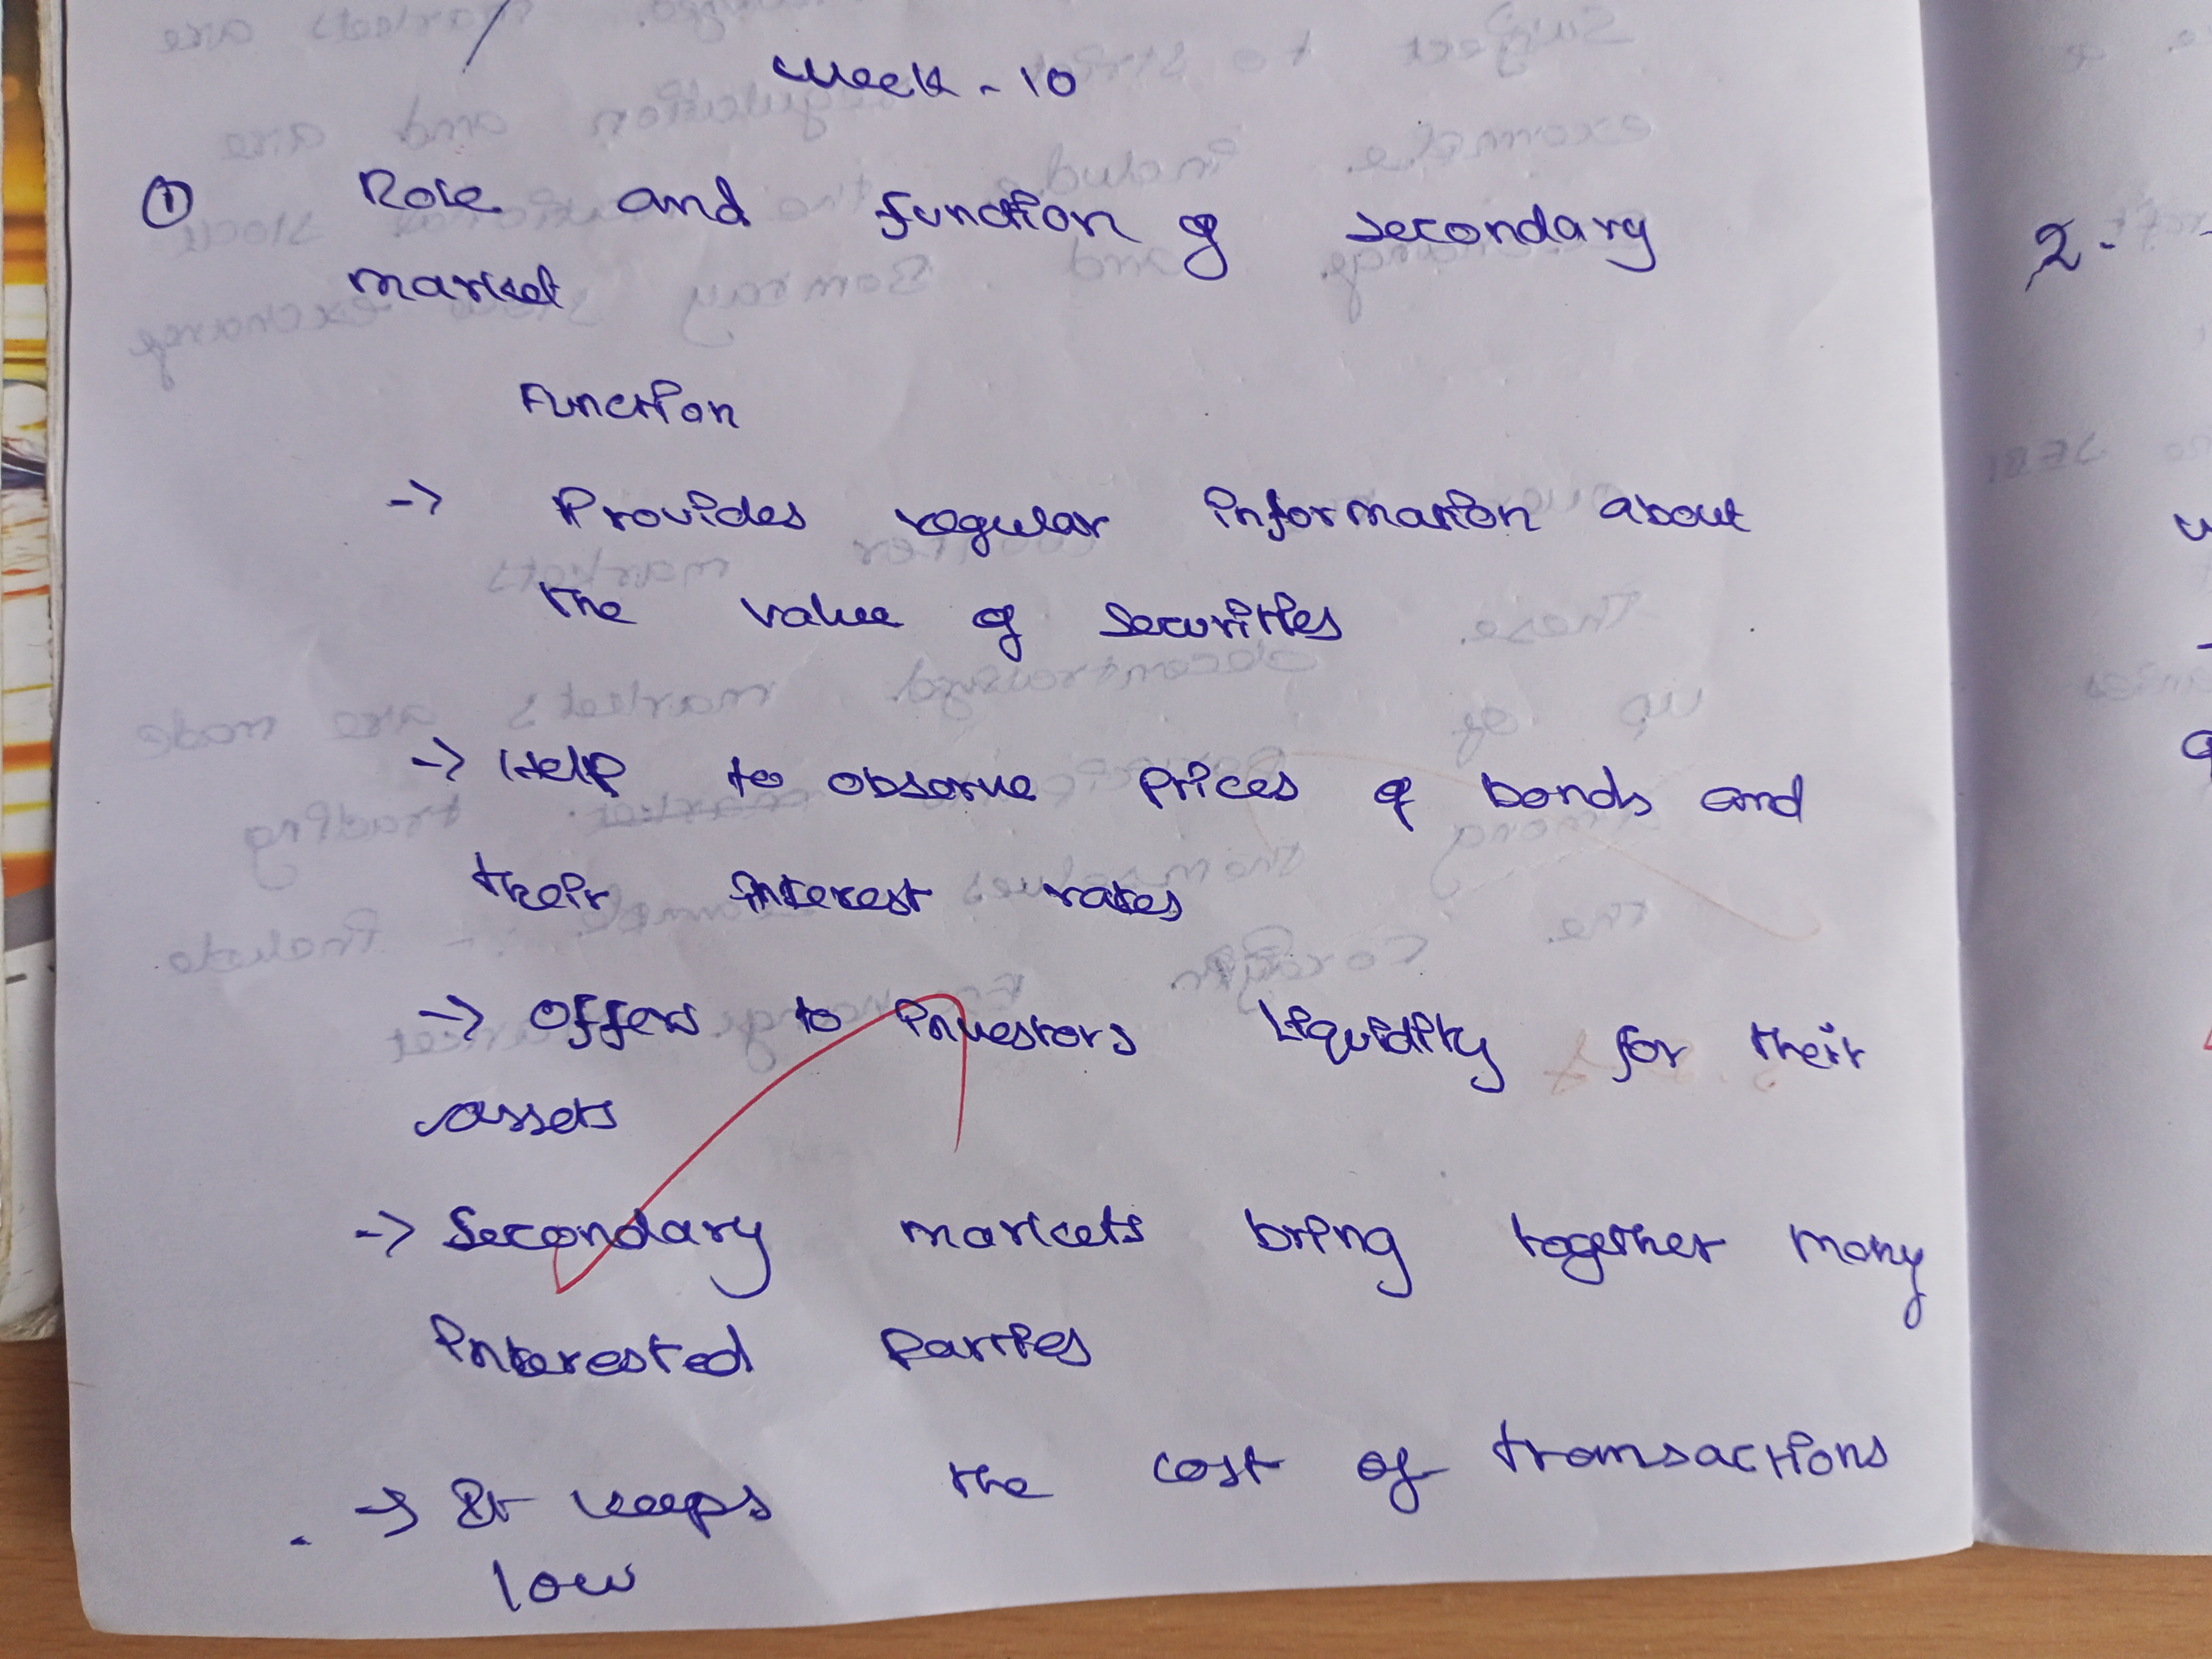 Week - 10
① Role and function of secondary
market
Function
-> Provides regular information about
the value of securities
-> Help to observe prices of bonds and
their interest rates
-> Offers to investors liquidity for their
assets
-> Secondary markets bring together many
interested parties
-> It keeps the cost of transactions
low
2.